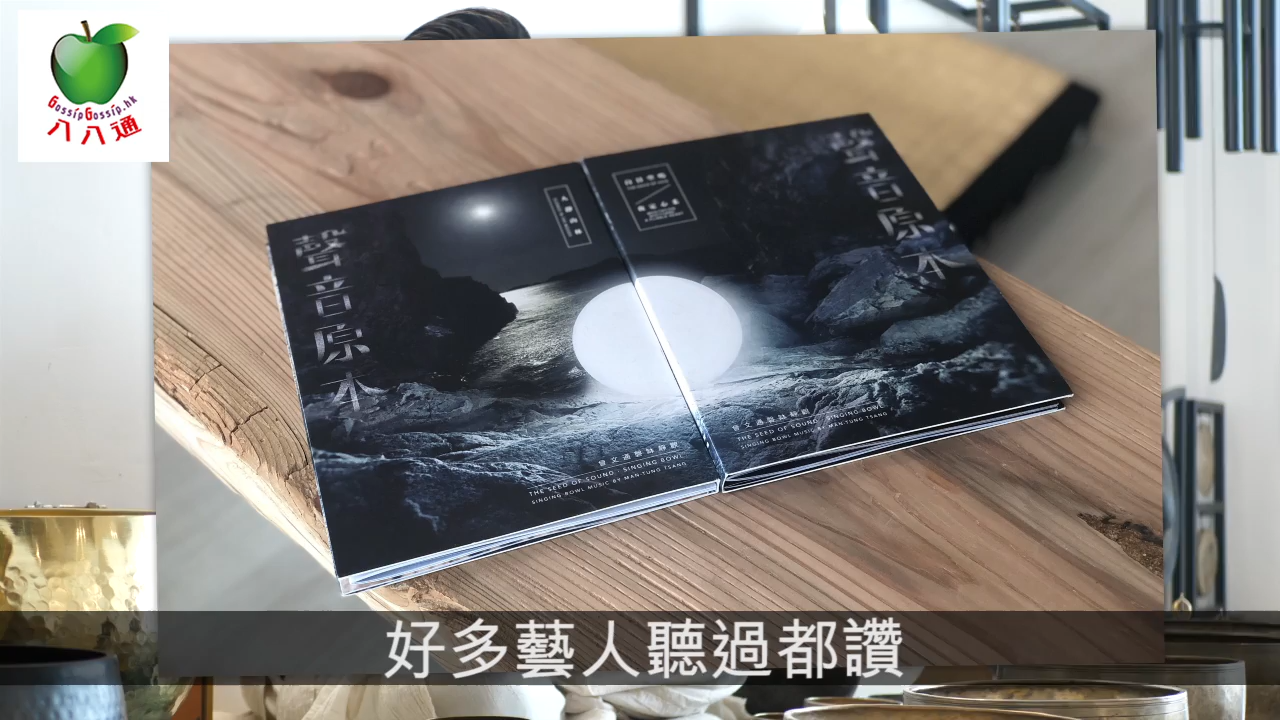 GossipGossip.hk
八八通
聲音原本
聲音原本
THE SEED OF SOUND · SINGING BOWL
SINGING BOWL MUSIC BY MAN-TUNG TSANG
THE SEED OF SOUND · SINGING BOWL
SINGING BOWL MUSIC BY MAN-TUNG TSANG
好多藝人聽過都讚